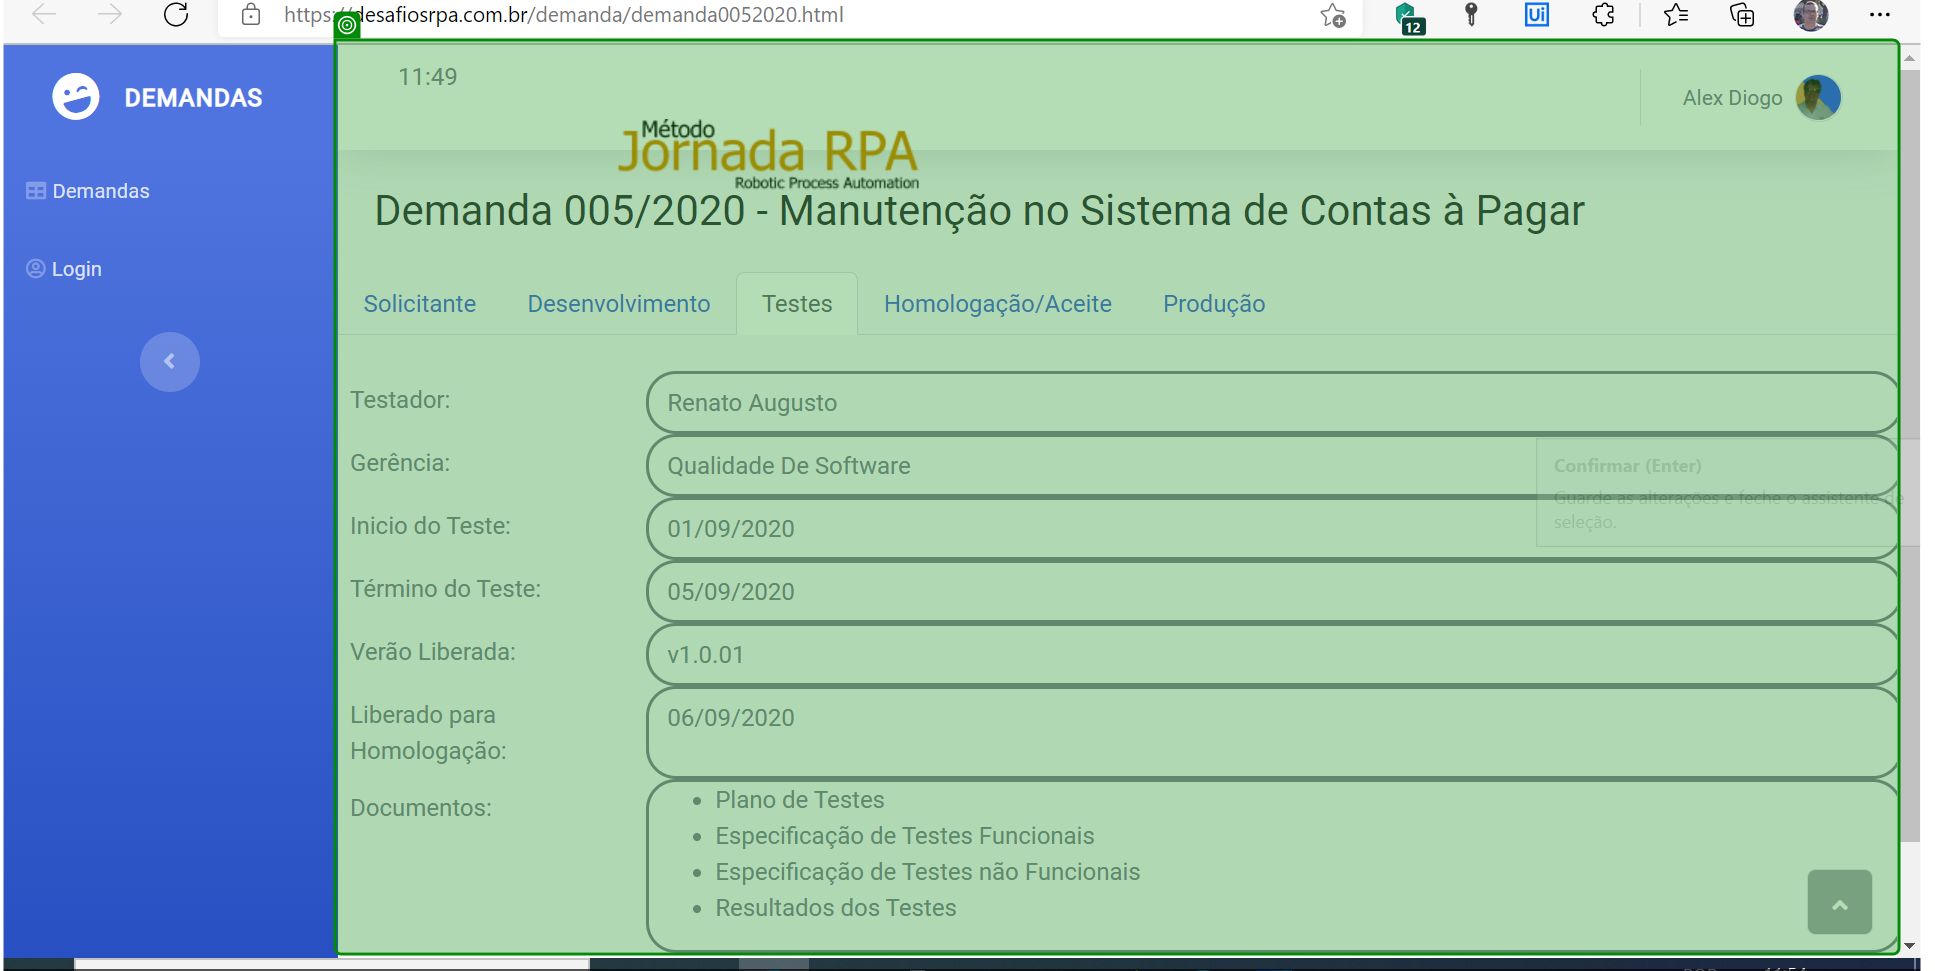 https://desafiosrpa.com.br/demanda/demanda0052020.html
12
Ui
DEMANDAS
Demandas
Login
11:49
Alex Diogo
Método
Jornada RPA
Robotic Process Automation
Demanda 005/2020 - Manutenção no Sistema de Contas à Pagar
Solicitante Desenvolvimento Testes Homologação/Aceite Produção
Testador: Renato Augusto
Gerência: Qualidade De Software
Inicio do Teste: 01/09/2020
Término do Teste: 05/09/2020
Verão Liberada: v1.0.01
Liberado para Homologação: 06/09/2020
Documentos:
Plano de Testes
Especificação de Testes Funcionais
Especificação de Testes não Funcionais
Resultados dos Testes
Confirmar (Enter)
Guarde as alterações e feche o assistente de
seleção.